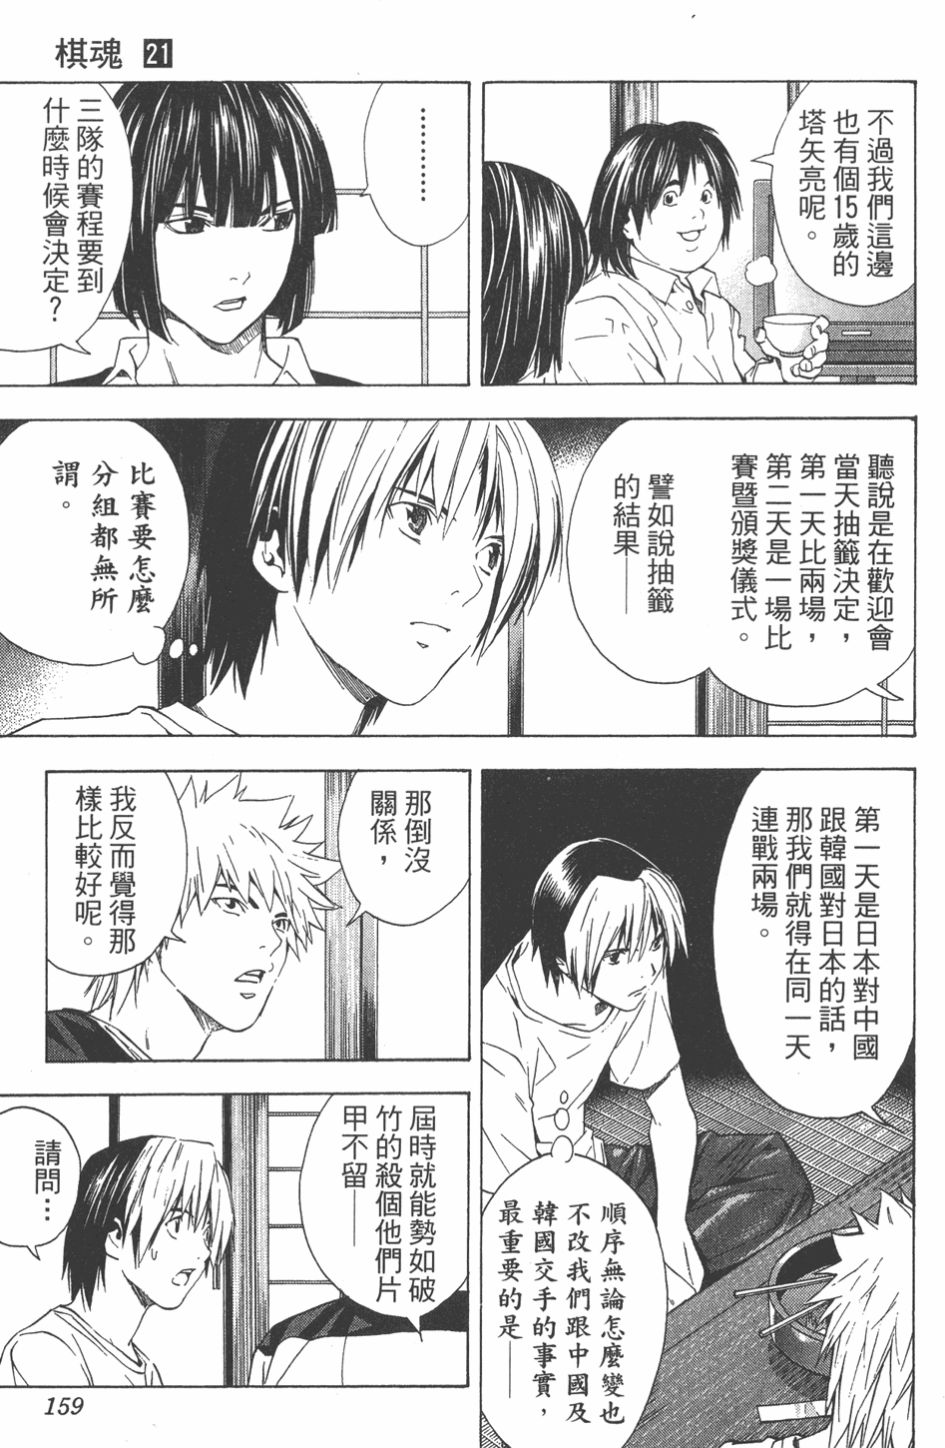 棋魂 21
不過我們這邊
也有個15歲的
塔矢亮呢。
………
三隊的賽程要到
什麼時候會決定?
聽說是在歡迎會
當天抽籤決定,
第一天比兩場,
第二天是一場比
賽暨頒獎儀式。
譬如說抽籤
的結果——
比賽要怎麼
分組都無所
謂。
第一天是日本對中國
跟韓國對日本的話,
那我們就得在同一天
連戰兩場。
順序無論怎麼變也
不改我們跟中國及
韓國交手的事實,
最重要的是——
那倒沒
關係,
我反而覺得那
樣比較好呢。
屆時就能勢如破
竹的殺個他們片
甲不留——
請問…
159